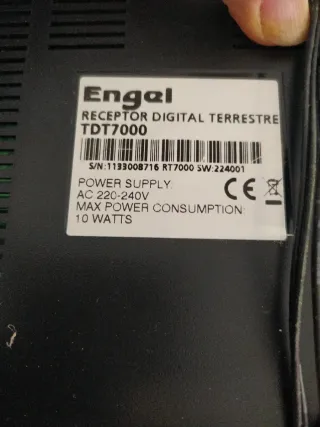 Engel
RECEPTOR DIGITAL TERRESTRE
TDT7000
S/N:1133008716 RT7000 SW:224001
POWER SUPPLY:
AC 220-240V
MAX POWER CONSUMPTION:
10 WATTS
CE